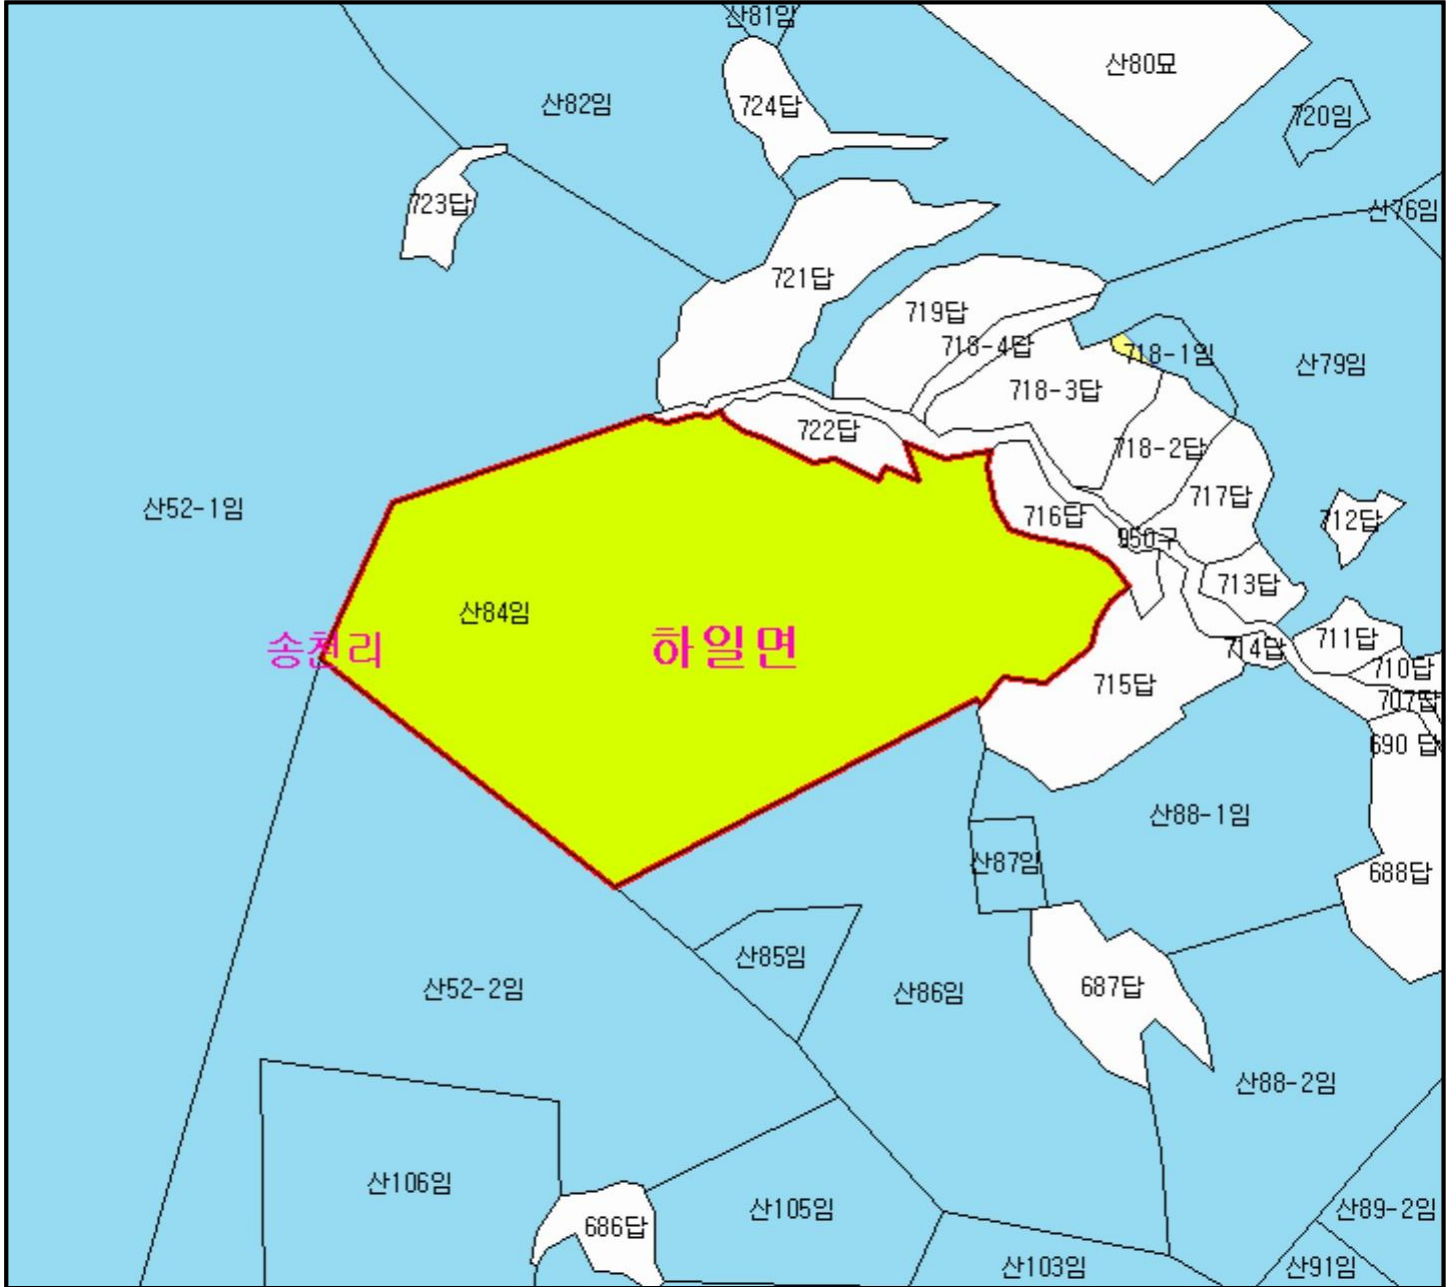 산81임
산80묘
산82임
724답
720임
723답
산76임
721답
719답
718-4답
718-1임
산79임
718-3답
722답
718-2답
717답
산52-1임
716답
712답
950구
713답
산84임
송천리
하일면
711답
714답
710답
715답
707답
690 답
산88-1임
산87임
688답
산85임
산52-2임
산86임
687답
산88-2임
산106임
산105임
산89-2임
686답
산103임
산91임